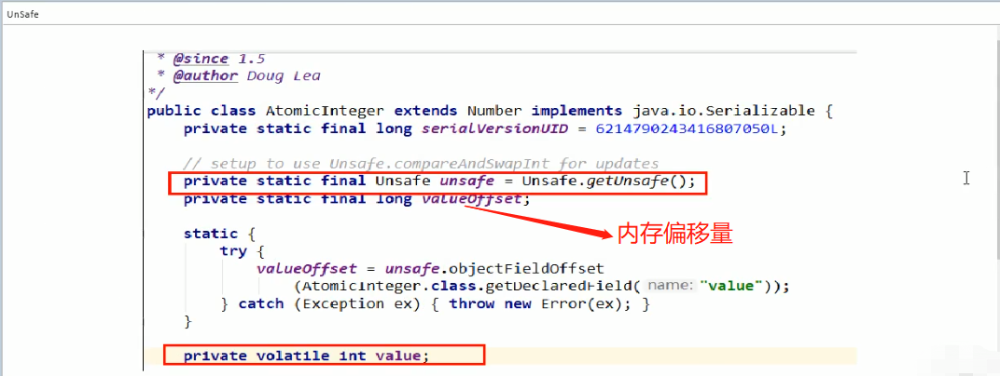 UnSafe
* @since 1.5
* @author Doug Lea
*/
public class AtomicInteger extends Number implements java.io.Serializable {
private static final long serialVersionUID = 6214790243416807050L;
// setup to use Unsafe.compareAndSwapInt for updates
private static final Unsafe unsafe = Unsafe.getUnsafe();
private static final long valueOffset;
内存偏移量
static {
try {
valueOffset = unsafe.objectFieldOffset
(AtomicInteger.class.getDeclaredField( name: "value"));
} catch (Exception ex) { throw new Error(ex); }
}
private volatile int value;